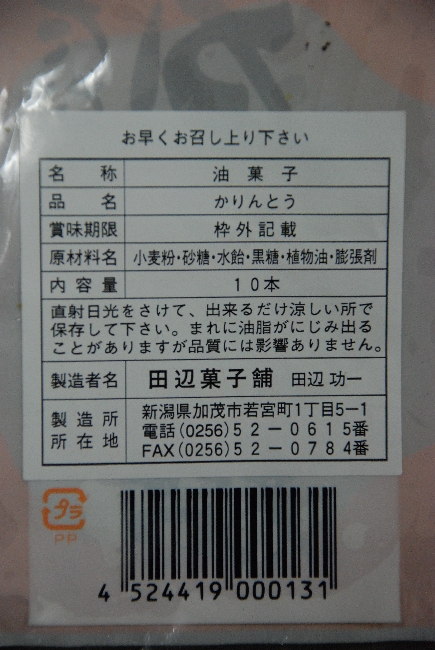 お早くお召し上り下さい
名称 油菓子
品名 かりんとう
賞味期限 枠外記載
原材料名 小麦粉・砂糖・水飴・黒糖・植物油・膨張剤
内容量 10本
直射日光をさけて、出来るだけ涼しい所で
保存して下さい。まれに油脂がにじみ出る
ことがありますが品質には影響ありません。
製造者名 田辺菓子舗 田辺功一
製造所所在地 新潟県加茂市若宮町1丁目5-1
電話(0256)52-0615番
FAX(0256)52-0784番
プラ
PP
4 524419 000131